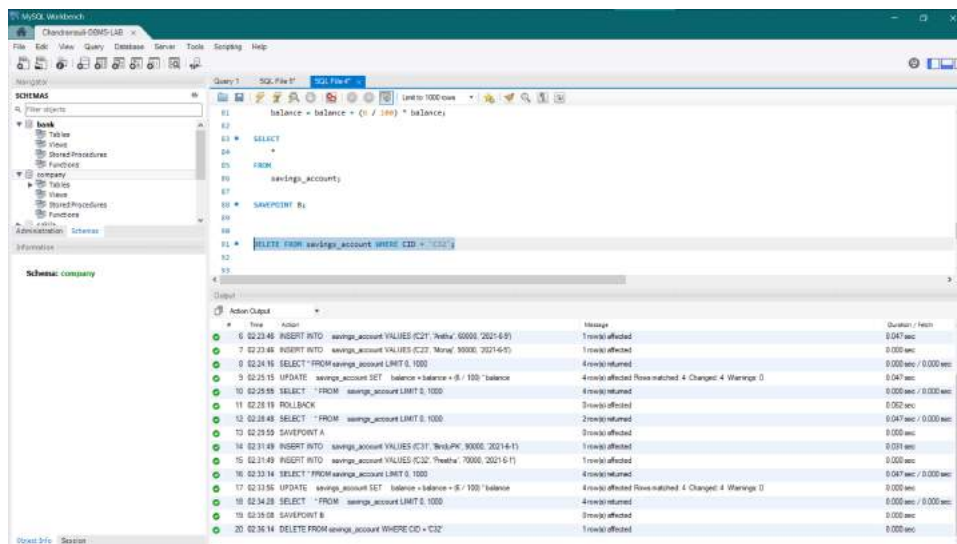 MySQL Workbench
Chandramouli-DBMS-LAB ×
File Edit View Query Database Server Tools Scripting Help
Navigator
Query 1 SQL File 5* SQL File 4* ×
SCHEMAS
Filter objects
Limit to 1000 rows
bank
Tables
Views
Stored Procedures
Functions
company
Tables
Views
Stored Procedures
Functions
Administration Schemas
Information
Schema: company
81 balance = balance + (6 / 100) * balance;
82
83 SELECT
84 *
85 FROM
86 savings_account;
87
88 SAVEPOINT B;
89
90
91 DELETE FROM savings_account WHERE CID = 'C32';
92
93
Output
Action Output
# Time Action Message Duration / Fetch
6 02:23:46 INSERT INTO savings_account VALUES ('C21', 60000, '2021-6-5') 1 row(s) affected 0.047 sec
7 02:23:46 INSERT INTO savings_account VALUES ('C22', 'Manoj', 50000, '2021-6-5') 1 row(s) affected 0.000 sec
8 02:24:16 SELECT * FROM savings_account LIMIT 0, 1000 4 row(s) returned 0.000 sec / 0.000 sec
9 02:25:15 UPDATE savings_account SET balance = balance + (6 / 100) * balance 4 row(s) affected Rows matched: 4 Changed: 4 Warnings: 0 0.047 sec
10 02:25:55 SELECT * FROM savings_account LIMIT 0, 1000 4 row(s) returned 0.000 sec / 0.000 sec
11 02:28:19 ROLLBACK 0 row(s) affected 0.062 sec
12 02:28:48 SELECT * FROM savings_account LIMIT 0, 1000 2 row(s) returned 0.047 sec / 0.000 sec
13 02:29:55 SAVEPOINT A 0 row(s) affected 0.000 sec
14 02:31:49 INSERT INTO savings_account VALUES ('C31', 'BinduPK', 90000, '2021-6-1') 1 row(s) affected 0.031 sec
15 02:31:49 INSERT INTO savings_account VALUES ('C32', 'Preetha', 70000, '2021-6-1') 1 row(s) affected 0.000 sec
16 02:32:14 SELECT * FROM savings_account LIMIT 0, 1000 4 row(s) returned 0.047 sec / 0.000 sec
17 02:33:56 UPDATE savings_account SET balance = balance + (6 / 100) * balance 4 row(s) affected Rows matched: 4 Changed: 4 Warnings: 0 0.000 sec
18 02:34:28 SELECT * FROM savings_account LIMIT 0, 1000 4 row(s) returned 0.000 sec / 0.000 sec
19 02:35:08 SAVEPOINT B 0 row(s) affected 0.000 sec
20 02:36:14 DELETE FROM savings_account WHERE CID = 'C32' 1 row(s) affected 0.000 sec
Object Info Session